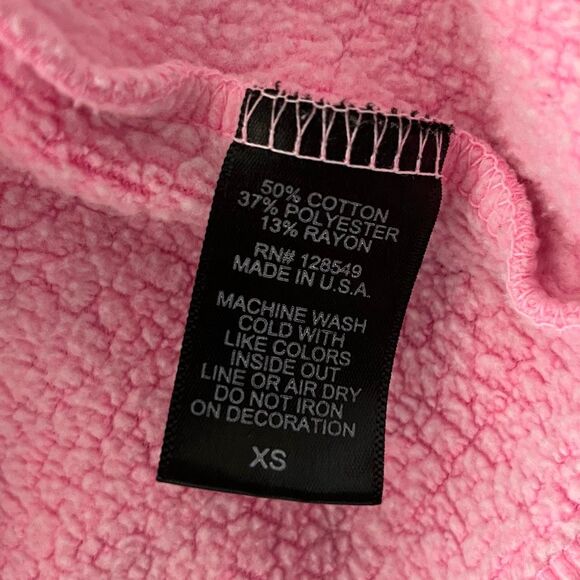 50% COTTON
37% POLYESTER
13% RAYON
RN# 128549
MADE IN U.S.A.
MACHINE WASH
COLD WITH
LIKE COLORS
INSIDE OUT
LINE OR AIR DRY
DO NOT IRON
ON DECORATION
XS